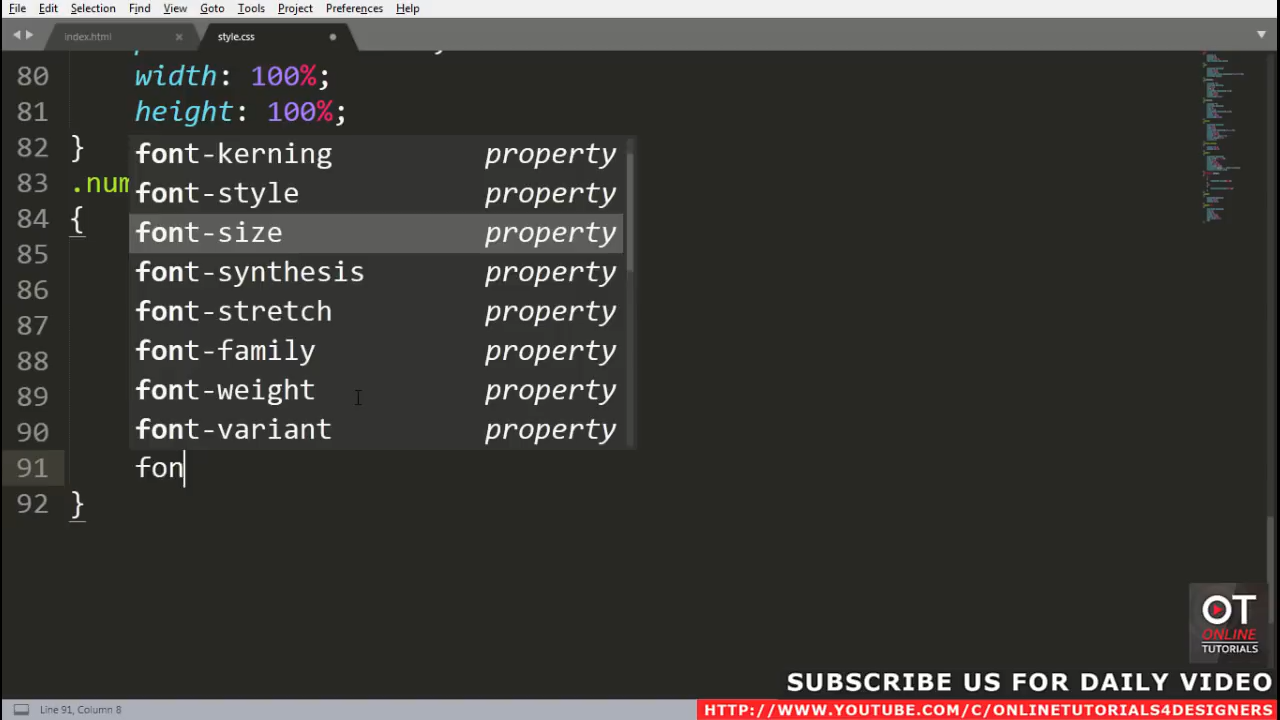 File Edit Selection Find View Goto Tools Project Preferences Help
index.html style.css
80 width: 100%;
81 height: 100%;
82 }
83 .num
84 {
85
86
87
88
89
90
91 fon
92 }
font-kerning property
font-style property
font-size property
font-synthesis property
font-stretch property
font-family property
font-weight property
font-variant property
OT
ONLINE
TUTORIALS
SUBSCRIBE US FOR DAILY VIDEO
HTTP://WWW.YOUTUBE.COM/C/ONLINETUTORIALS4DESIGNERS
Line 91, Column 8